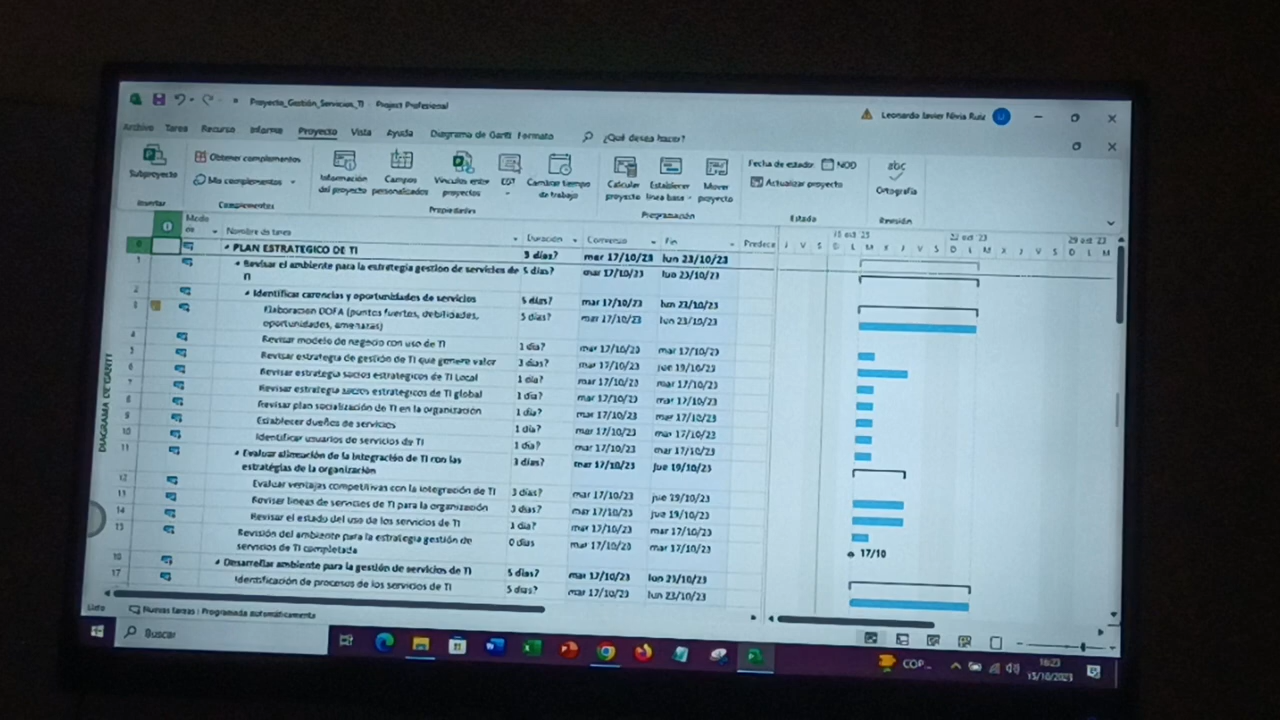 Proyecto_Gestión_Servicios_TI - Project Profesional
Leonardo Javier Nivia Ruiz
Archivo Tarea Recurso Informe Proyecto Vista Ayuda Diagrama de Gantt Formato ¿Qué desea hacer?
Subproyecto
Obtener complementos
Mis complementos
Información del proyecto
Campos personalizados
Vínculos entre proyectos
EDT
Cambiar tiempo de trabajo
Calcular proyecto
Establecer línea base
Mover proyecto
Fecha de estado: NOD
Actualizar proyecto
abc
Ortografía
Insertar Complementos Propiedades Programación Estado Revisión
Modo de Nombre de tarea Duración Comienzo Fin Predece
22 oct '23 29 oct '23
J V S D L M X J V S D L M X J V S D L M
0 PLAN ESTRATEGICO DE TI mar 17/10/23 lun 23/10/23
1 Revisar el ambiente para la estrategia gestion de servicios de TI 5 días? mar 17/10/23 lun 23/10/23
2 Identificar carencias y oportunidades de servicios 5 días? mar 17/10/23 lun 23/10/23
3 Elaboracion DOFA (puntos fuertes, debilidades, oportunidades, amenazas) 5 días? mar 17/10/23 lun 23/10/23
4 Revisar modelo de negocio con uso de TI 1 día? mar 17/10/23 mar 17/10/23
5 Revisar estrategia de gestión de TI que genere valor 3 días? mar 17/10/23 jue 19/10/23
6 Revisar estrategia socios estrategicos de TI Local 1 día? mar 17/10/23 mar 17/10/23
7 Revisar estrategia socios estrategicos de TI global 1 día? mar 17/10/23 mar 17/10/23
8 Revisar plan socialización de TI en la organización 1 día? mar 17/10/23 mar 17/10/23
9 Establecer dueños de servicios 1 día? mar 17/10/23 mar 17/10/23
10 Identificar usuarios de servicios de TI 1 día? mar 17/10/23 mar 17/10/23
11 Evaluar alineación de la integración de TI con las estratégias de la organización 3 días? mar 17/10/23 jue 19/10/23
12 Evaluar ventajas competitivas con la integración de TI 3 días? mar 17/10/23 jue 19/10/23
13 Revisar lineas de servicios de TI para la organización 3 días? mar 17/10/23 jue 19/10/23
14 Revisar el estado del uso de los servicios de TI 1 día? mar 17/10/23 mar 17/10/23
15 Revisión del ambiente para la estrategia gestión de servicios de TI completada 0 días mar 17/10/23 mar 17/10/23
17/10
16 Desarrollar ambiente para la gestión de servicios de TI 5 días? mar 17/10/23 lun 23/10/23
17 Identificación de procesos de los servicios de TI 5 días? mar 17/10/23 lun 23/10/23
DIAGRAMA DE GANTT
Listo Nuevas tareas : Programada automáticamente
Buscar
COP...
16:23
15/10/2023